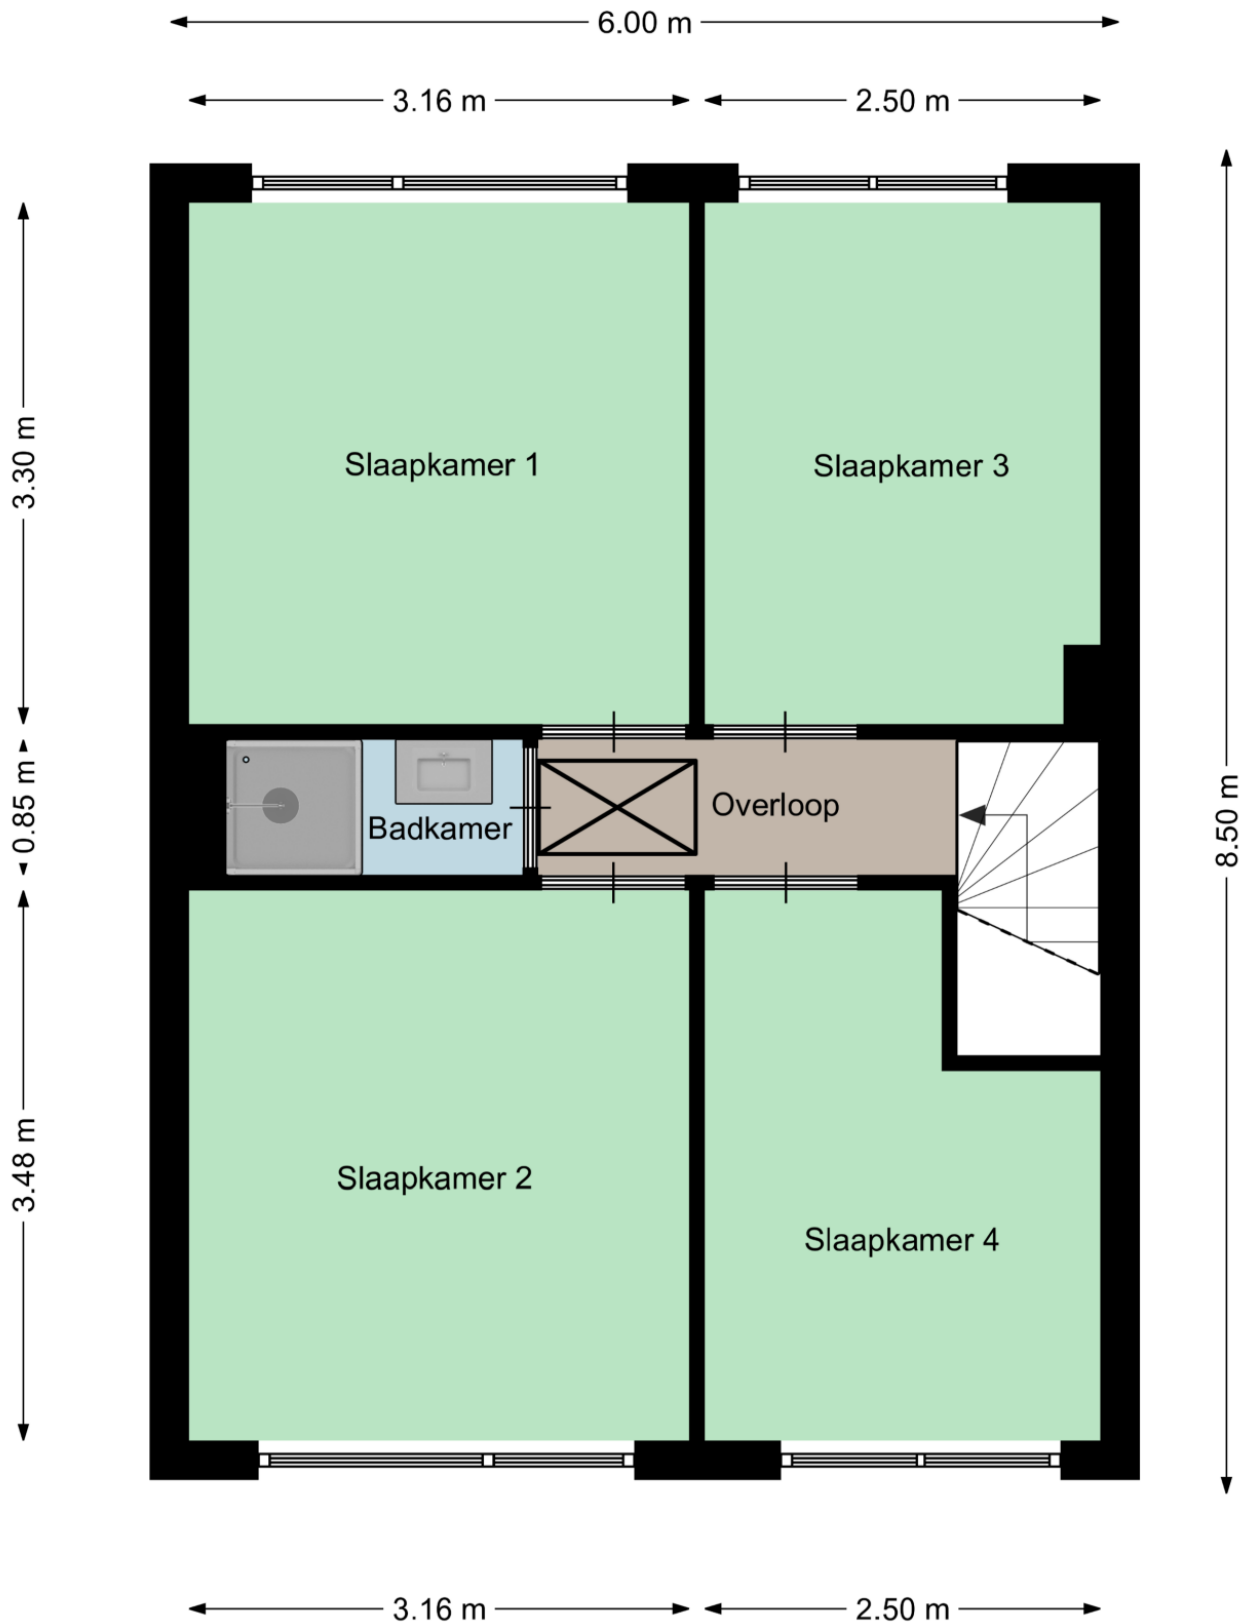 6.00 m
3.16 m
2.50 m
3.30 m
Slaapkamer 1
Slaapkamer 3
0.85 m
Badkamer
Overloop
8.50 m
3.48 m
Slaapkamer 2
Slaapkamer 4
3.16 m
2.50 m